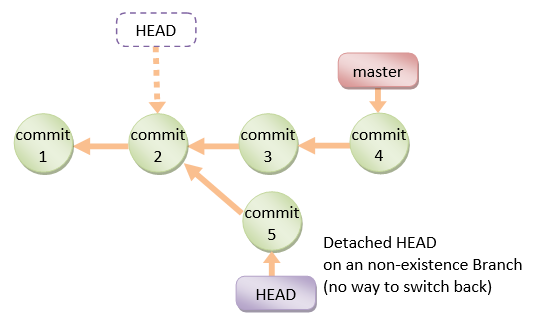 HEAD
master
commit
1
commit
2
commit
3
commit
4
commit
5
Detached HEAD
on an non-existence Branch
(no way to switch back)
HEAD